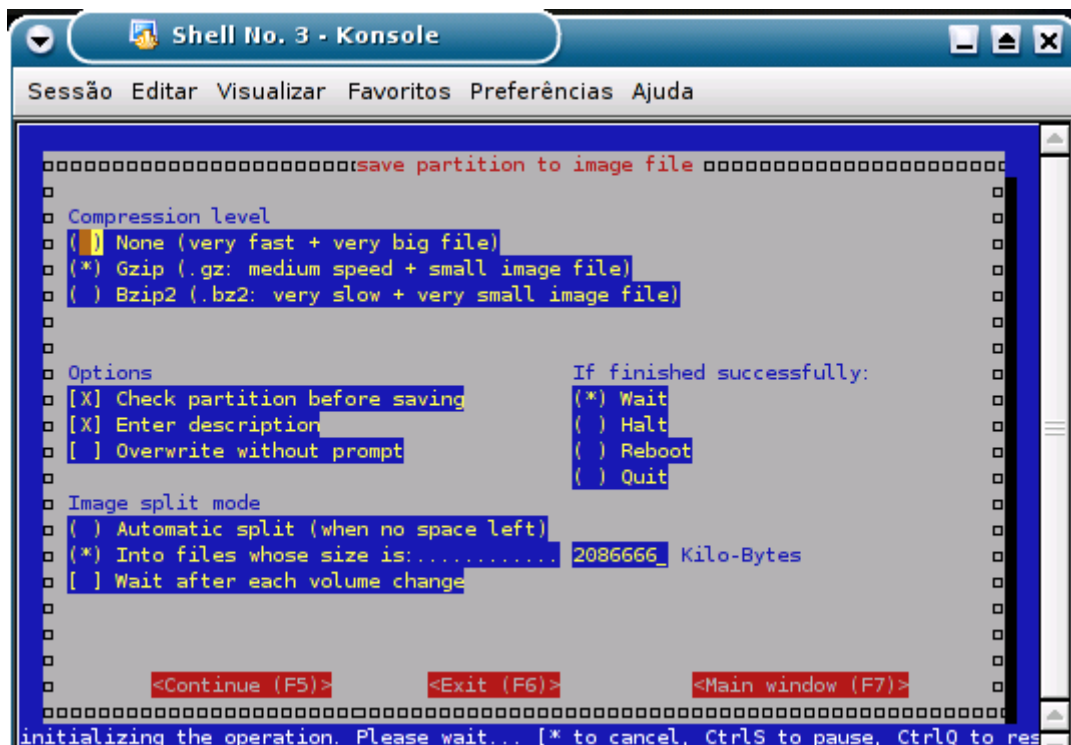 Shell No. 3 - Konsole
Sessão Editar Visualizar Favoritos Preferências Ajuda
save partition to image file
Compression level
( ) None (very fast + very big file)
(*) Gzip (.gz: medium speed + small image file)
( ) Bzip2 (.bz2: very slow + very small image file)
Options If finished successfully:
[X] Check partition before saving (*) Wait
[X] Enter description ( ) Halt
[ ] Overwrite without prompt ( ) Reboot
( ) Quit
Image split mode
( ) Automatic split (when no space left)
(*) Into files whose size is:............ 2086666_ Kilo-Bytes
[ ] Wait after each volume change
<Continue (F5)> <Exit (F6)> <Main window (F7)>
initializing the operation. Please wait... [* to cancel, CtrlS to pause, CtrlQ to res